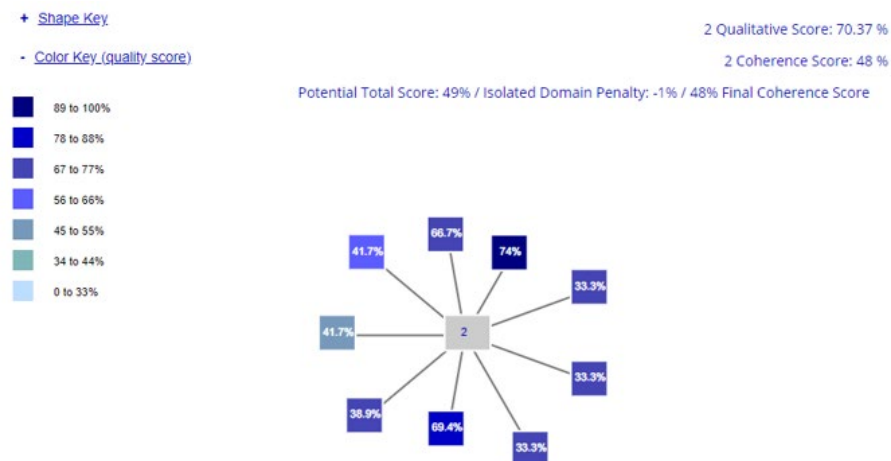 + Shape Key
2 Qualitative Score: 70.37 %
- Color Key (quality score)
2 Coherence Score: 48 %
Potential Total Score: 49% / Isolated Domain Penalty: -1% / 48% Final Coherence Score
89 to 100%
78 to 88%
67 to 77%
56 to 66%
45 to 55%
34 to 44%
0 to 33%
66.7%
41.7%
74%
33.3%
41.7%
2
33.3%
38.9%
69.4%
33.3%